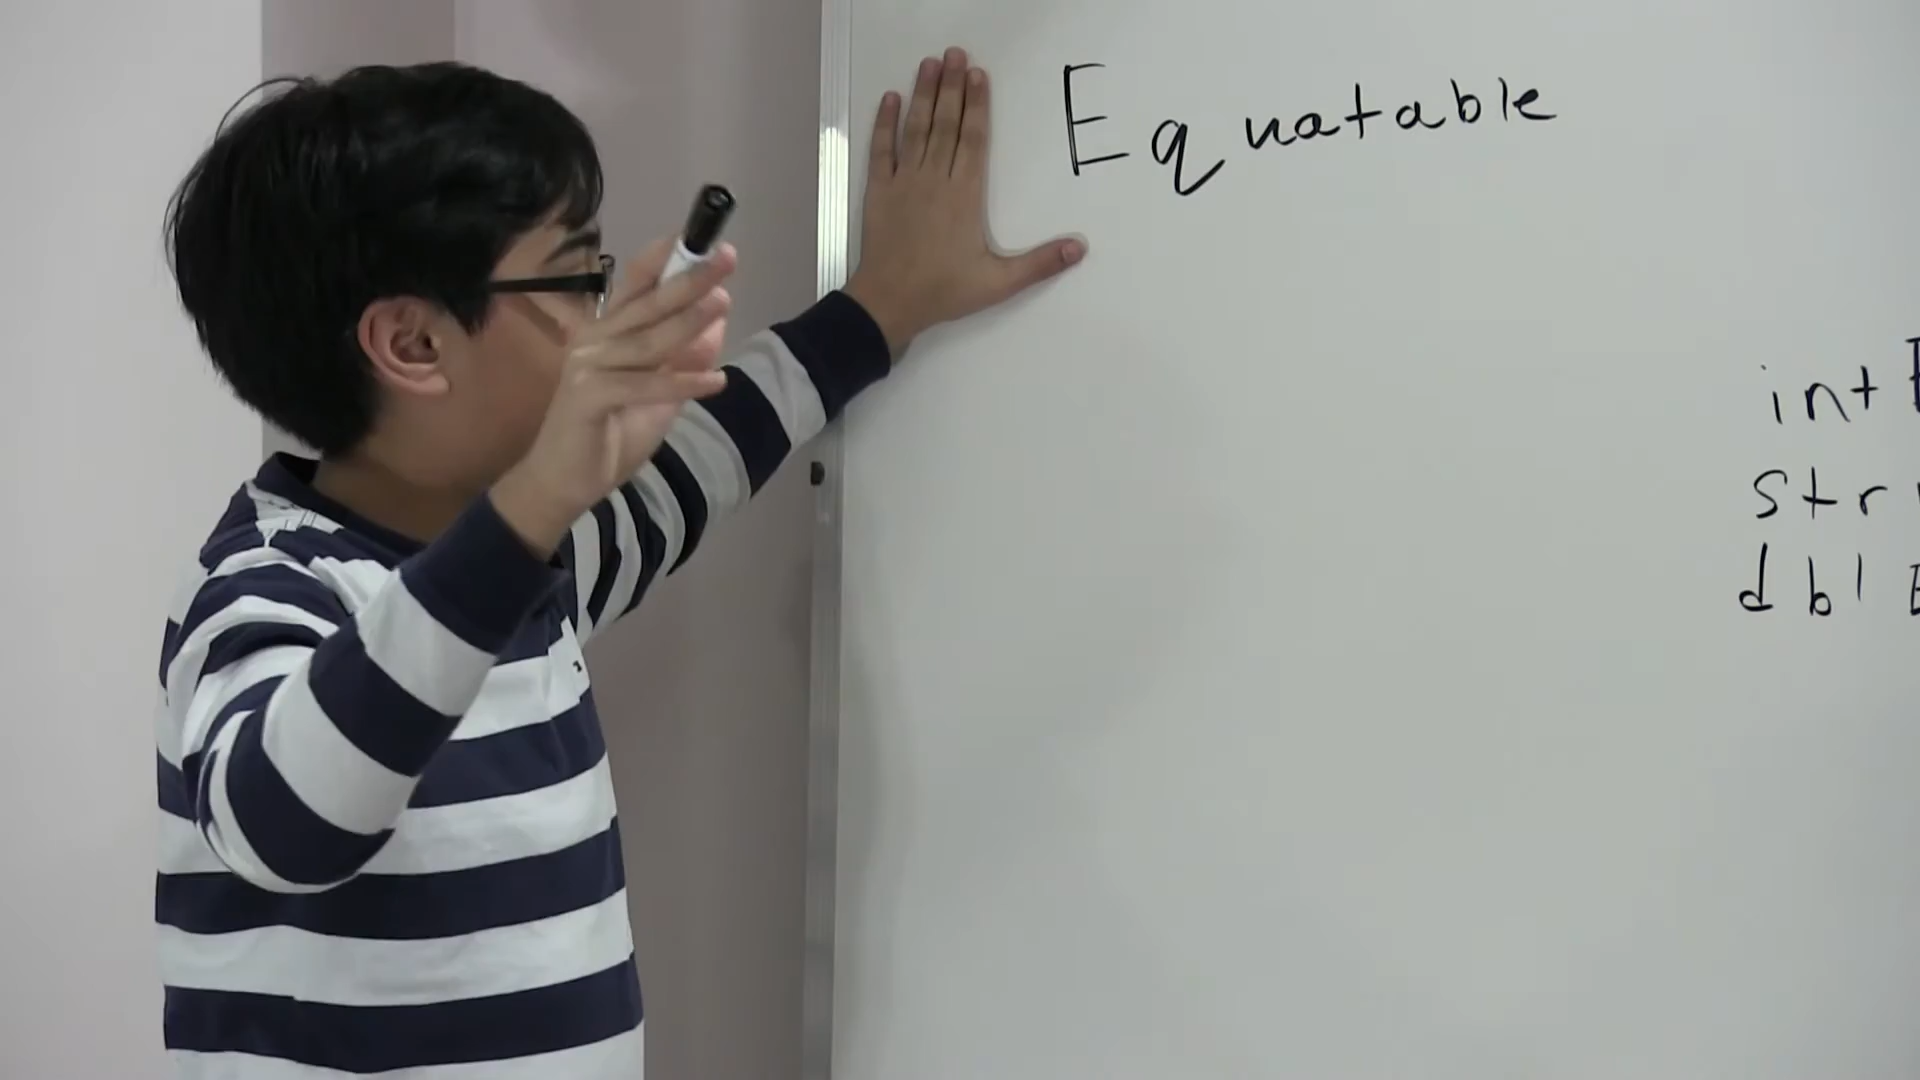 Equatable
int
str
dbl